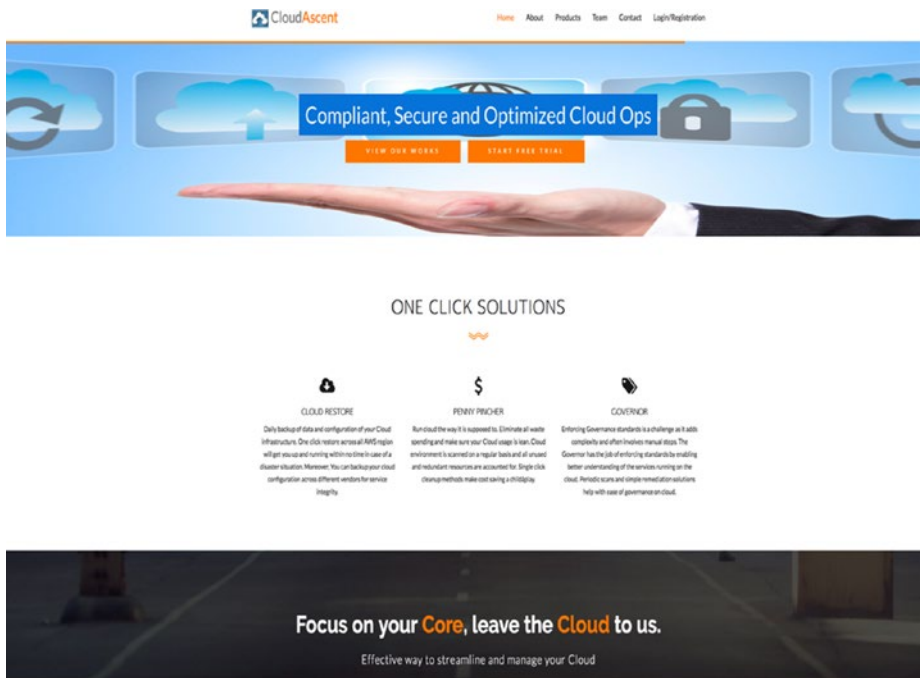 CloudAscent
Home About Products Team Contact Login/Registration
Compliant, Secure and Optimized Cloud Ops
VIEW OUR WORKS START FREE TRIAL
ONE CLICK SOLUTIONS
CLOUD RESTORE
Daily backup of data and configuration of your Cloud
infrastructure. One click restore across all AWS region
will get you up and running within no time in case of a
disaster situation. Moreover, You can backup your cloud
configuration across different vendors for service
integrity.
PENNY PINCHER
Run cloud the way it is supposed to. Eliminate all waste
spending and make sure your Cloud usage is lean. Cloud
environment is scanned on a regular basis and all unused
and redundant resources are accounted for. Single click
cleanup methods make cost saving a childplay.
GOVERNOR
Enforcing Governance standards is a challenge as it adds
complexity and often involves manual steps. The
Governor has the job of enforcing standards by enabling
better understanding of the services running on the
cloud. Periodic scans and simple remediation solutions
help with ease of governance on cloud.
Focus on your Core, leave the Cloud to us.
Effective way to streamline and manage your Cloud